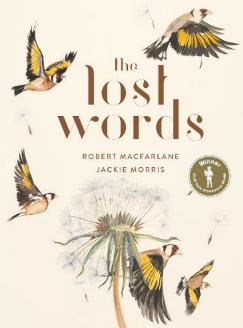 the
lost
words
ROBERT MACFARLANE
JACKIE MORRIS
Winner